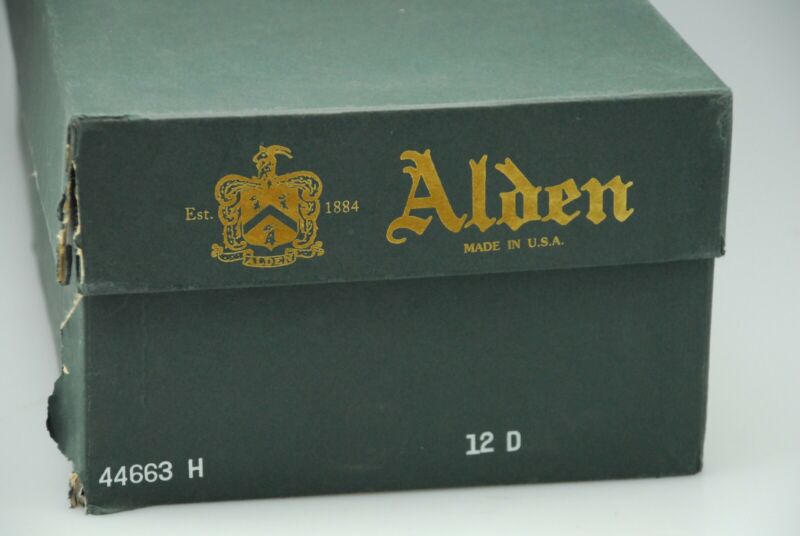 Est. 1884
ALDEN
Alden
MADE IN U.S.A.
44663 H
12 D